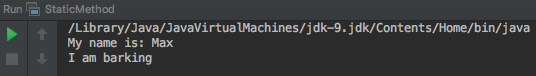 Run StaticMethod
/Library/Java/JavaVirtualMachines/jdk-9.jdk/Contents/Home/bin/java
My name is: Max
I am barking